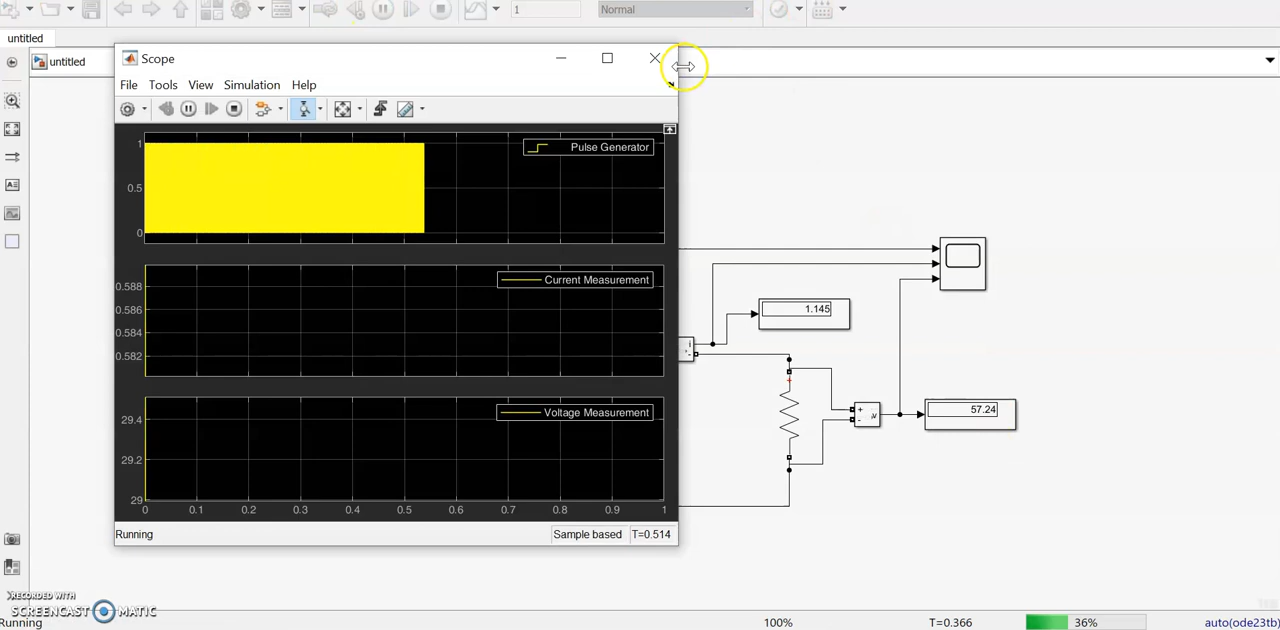 1
Normal
untitled
untitled
Scope
File Tools View Simulation Help
Pulse Generator
1
0.5
0
Current Measurement
0.588
0.586
0.584
0.582
Voltage Measurement
29.4
29.2
29
0 0.1 0.2 0.3 0.4 0.5 0.6 0.7 0.8 0.9 1
Running
Sample based
T=0.514
i
1.145
+
+
-
v
57.24
RECORDED WITH
SCREENCAST MATIC
Running
100%
T=0.366
36%
auto(ode23tb)